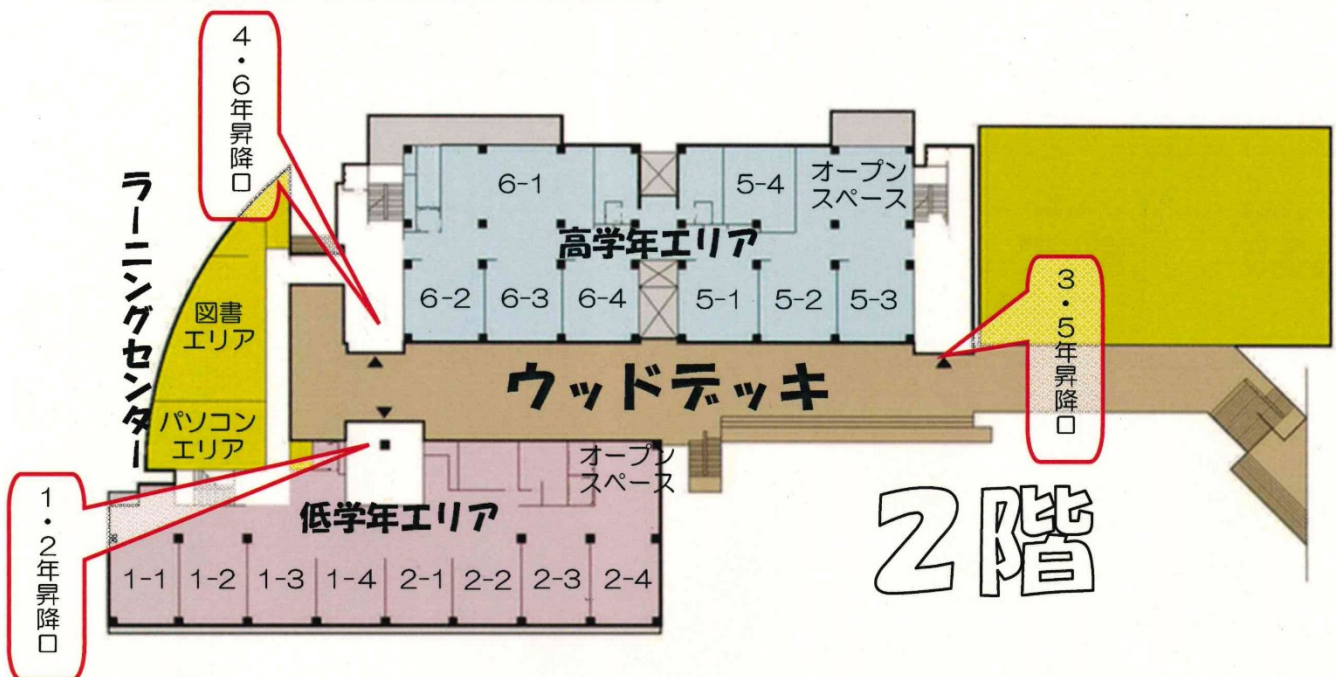 4・6年昇降口
ラーニングセンター
図書
エリア
パソコン
エリア
6-1
5-4
オープン
スペース
高学年エリア
6-2
6-3
6-4
5-1
5-2
5-3
3・5年昇降口
ウッドデッキ
オープン
スペース
1・2年昇降口
低学年エリア
1-1
1-2
1-3
1-4
2-1
2-2
2-3
2-4
2階